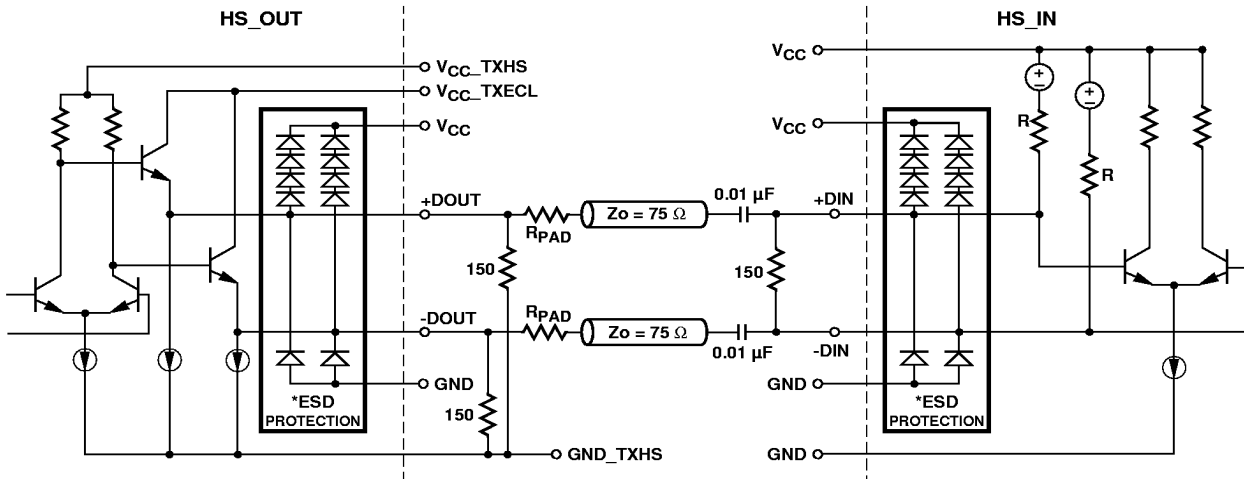 HS_OUT
HS_IN
VCC_TXHS
VCC_TXECL
VCC
+DOUT
-DOUT
GND
*ESD
PROTECTION
150
150
GND_TXHS
RPAD
RPAD
Zo = 75 Ω
Zo = 75 Ω
0.01 µF
0.01 µF
150
VCC
VCC
+DIN
-DIN
GND
GND
*ESD
PROTECTION
+
−
+
−
R
R